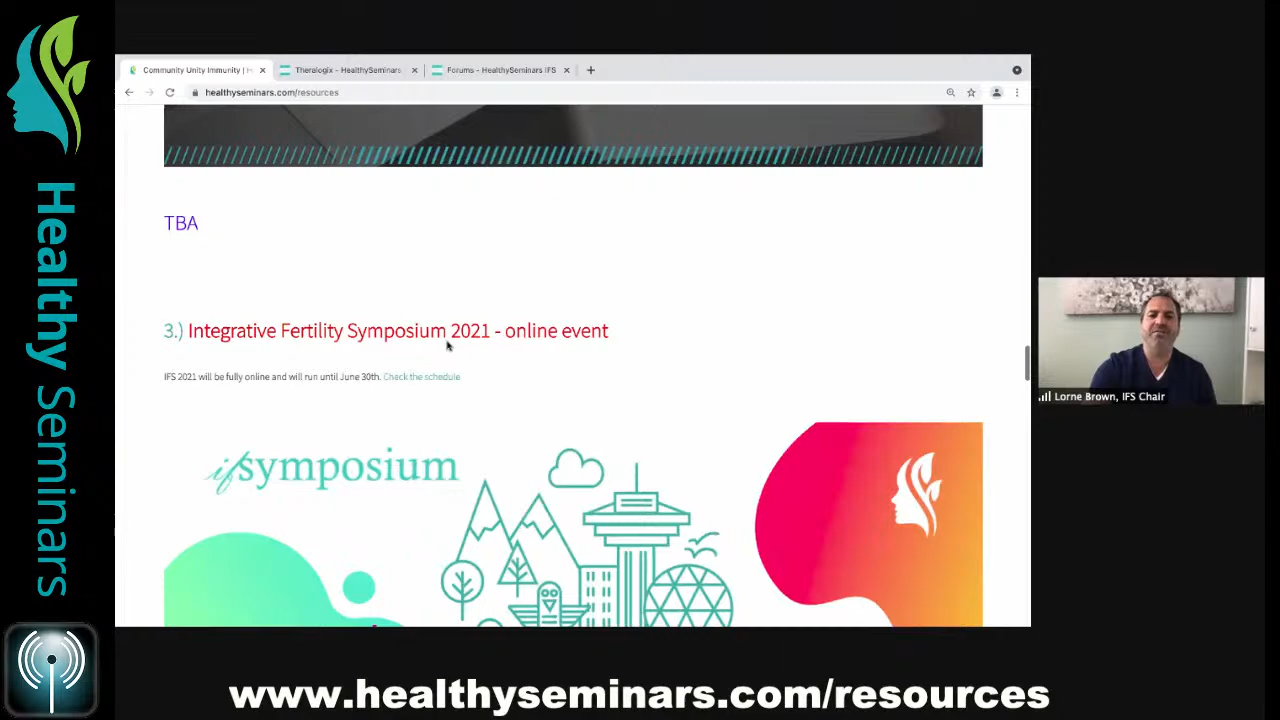 Healthy Seminars
Community Unity Immunity | H
Theralogix - HealthySeminars
Forums - HealthySeminars IFS
healthyseminars.com/resources
TBA
3.) Integrative Fertility Symposium 2021 - online event
IFS 2021 will be fully online and will run until June 30th. Check the schedule
ifsymposium
Lorne Brown, IFS Chair
www.healthyseminars.com/resources